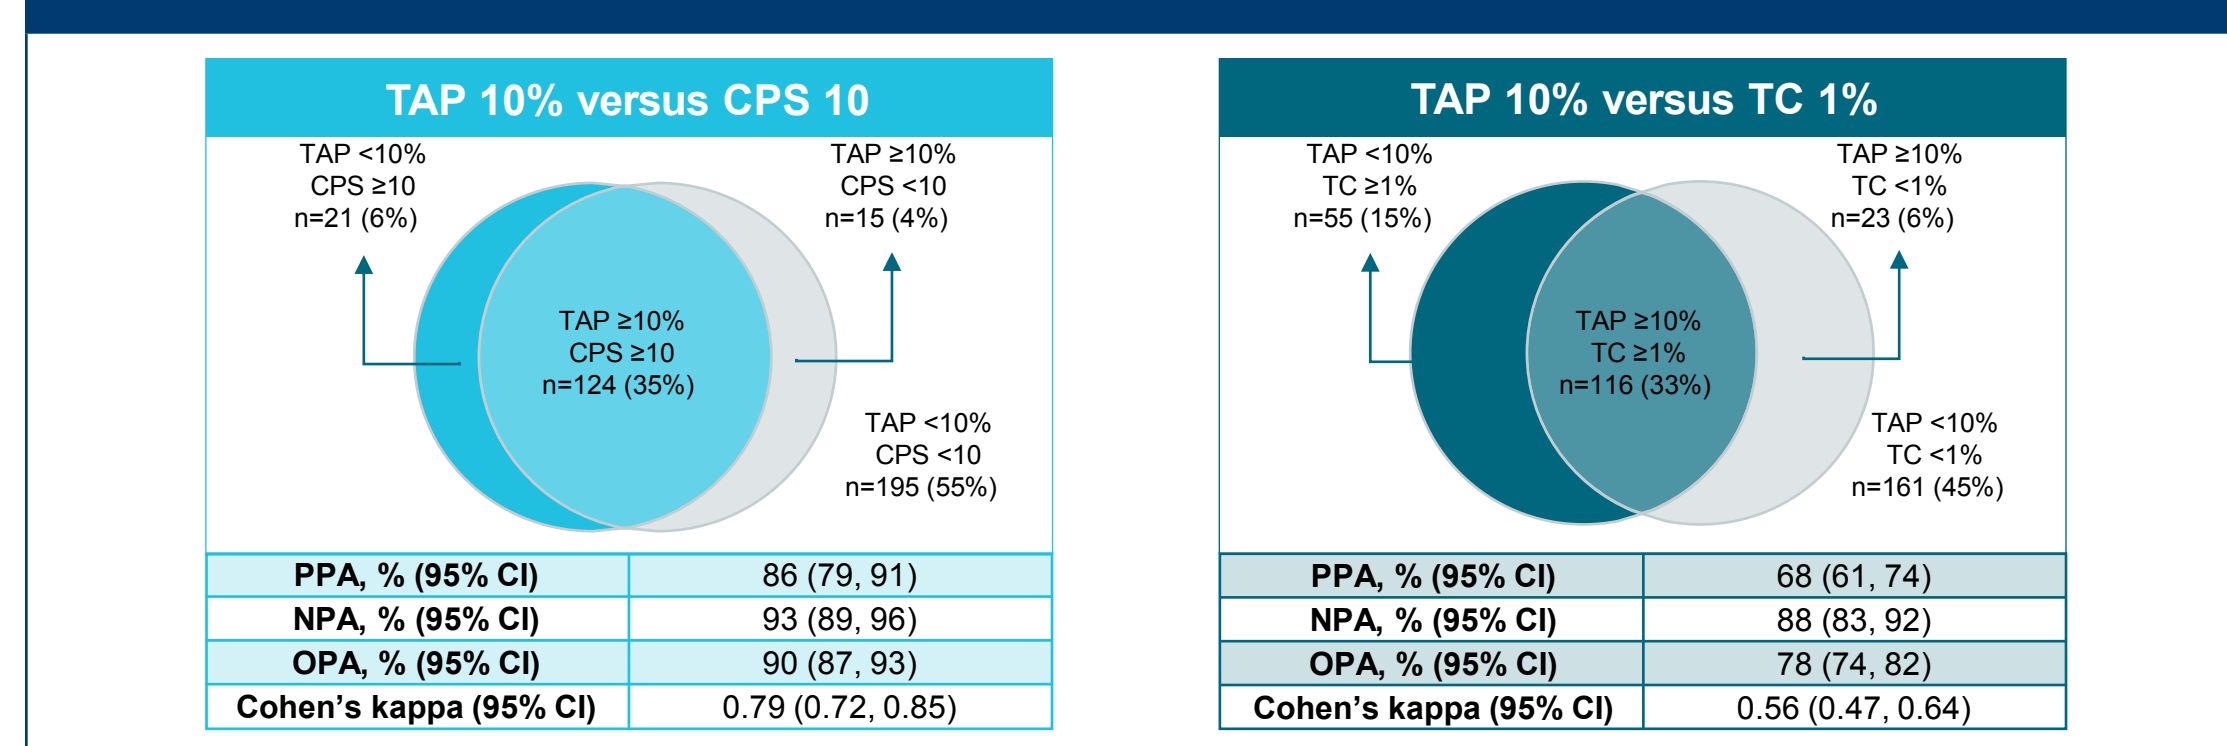 TAP 10% versus CPS 10
TAP <10%
CPS ≥10
n=21 (6%)
TAP ≥10%
CPS <10
n=15 (4%)
TAP ≥10%
CPS ≥10
n=124 (35%)
TAP <10%
CPS <10
n=195 (55%)
PPA, % (95% CI) 86 (79, 91)
NPA, % (95% CI) 93 (89, 96)
OPA, % (95% CI) 90 (87, 93)
Cohen’s kappa (95% CI) 0.79 (0.72, 0.85)
TAP 10% versus TC 1%
TAP <10%
TC ≥1%
n=55 (15%)
TAP ≥10%
TC <1%
n=23 (6%)
TAP ≥10%
TC ≥1%
n=116 (33%)
TAP <10%
TC <1%
n=161 (45%)
PPA, % (95% CI) 68 (61, 74)
NPA, % (95% CI) 88 (83, 92)
OPA, % (95% CI) 78 (74, 82)
Cohen’s kappa (95% CI) 0.56 (0.47, 0.64)